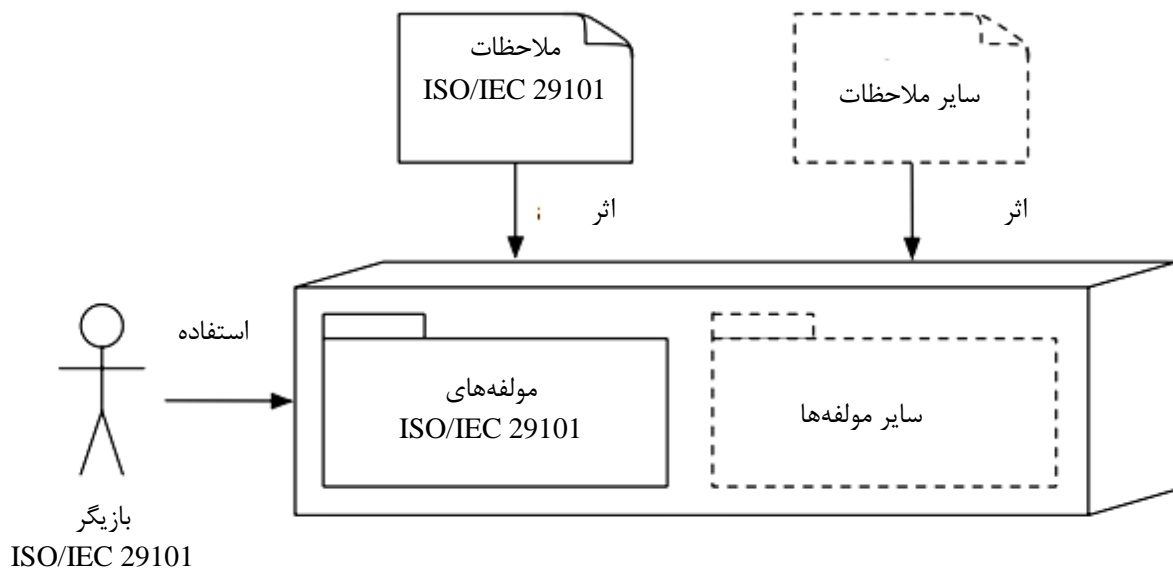 ملاحظات
ISO/IEC 29101
سایر ملاحظات
اثر
اثر
استفاده
مولفه‌های
ISO/IEC 29101
سایر مولفه‌ها
بازیگر
ISO/IEC 29101